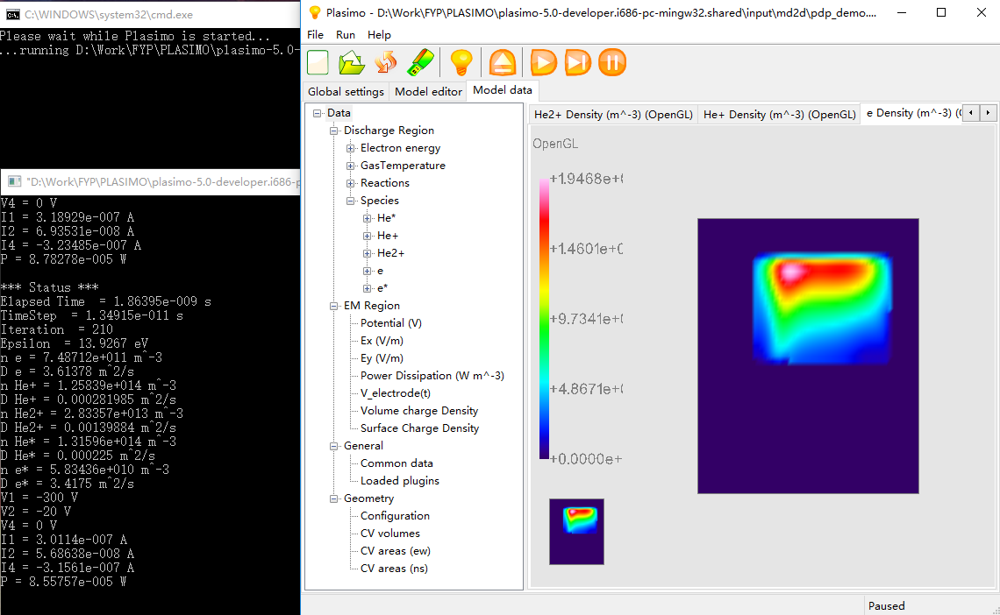 C:\WINDOWS\system32\cmd.exe
Please wait while Plasimo is started...
...running D:\Work\FYP\PLASIMO\plasimo-5.0-
"D:\Work\FYP\PLASIMO\plasimo-5.0-developer.i686-p
V4 = 0 V
I1 = 3.18929e-007 A
I2 = 6.93531e-008 A
I4 = -3.23485e-007 A
P = 8.78278e-005 W
*** Status ***
Elapsed Time = 1.86395e-009 s
TimeStep = 1.34915e-011 s
Iteration = 210
Epsilon = 13.9267 eV
n e = 7.48712e+011 m^-3
D e = 3.61378 m^2/s
n He+ = 1.25839e+014 m^-3
D He+ = 0.000281985 m^2/s
n He2+ = 2.83357e+013 m^-3
D He2+ = 0.00139884 m^2/s
n He* = 1.31596e+014 m^-3
D He* = 0.000225 m^2/s
n e* = 5.83436e+010 m^-3
D e* = 3.4175 m^2/s
V1 = -300 V
V2 = -20 V
V4 = 0 V
I1 = 3.0114e-007 A
I2 = 5.68638e-008 A
I4 = -3.1561e-007 A
P = 8.55757e-005 W
Plasimo - D:\Work\FYP\PLASIMO\plasimo-5.0-developer.i686-pc-mingw32.shared\input\md2d\pdp_demo....
File Run Help
Global settings Model editor Model data
Data
Discharge Region
Electron energy
GasTemperature
Reactions
Species
He*
He+
He2+
e
e*
EM Region
Potential (V)
Ex (V/m)
Ey (V/m)
Power Dissipation (W m^-3)
V_electrode(t)
Volume charge Density
Surface Charge Density
General
Common data
Loaded plugins
Geometry
Configuration
CV volumes
CV areas (ew)
CV areas (ns)
He2+ Density (m^-3) (OpenGL) He+ Density (m^-3) (OpenGL) e Density (m^-3) (
OpenGL
+1.9468e+
+1.4601e+
+9.7341e+
+4.8671e+
+0.0000e+
Paused